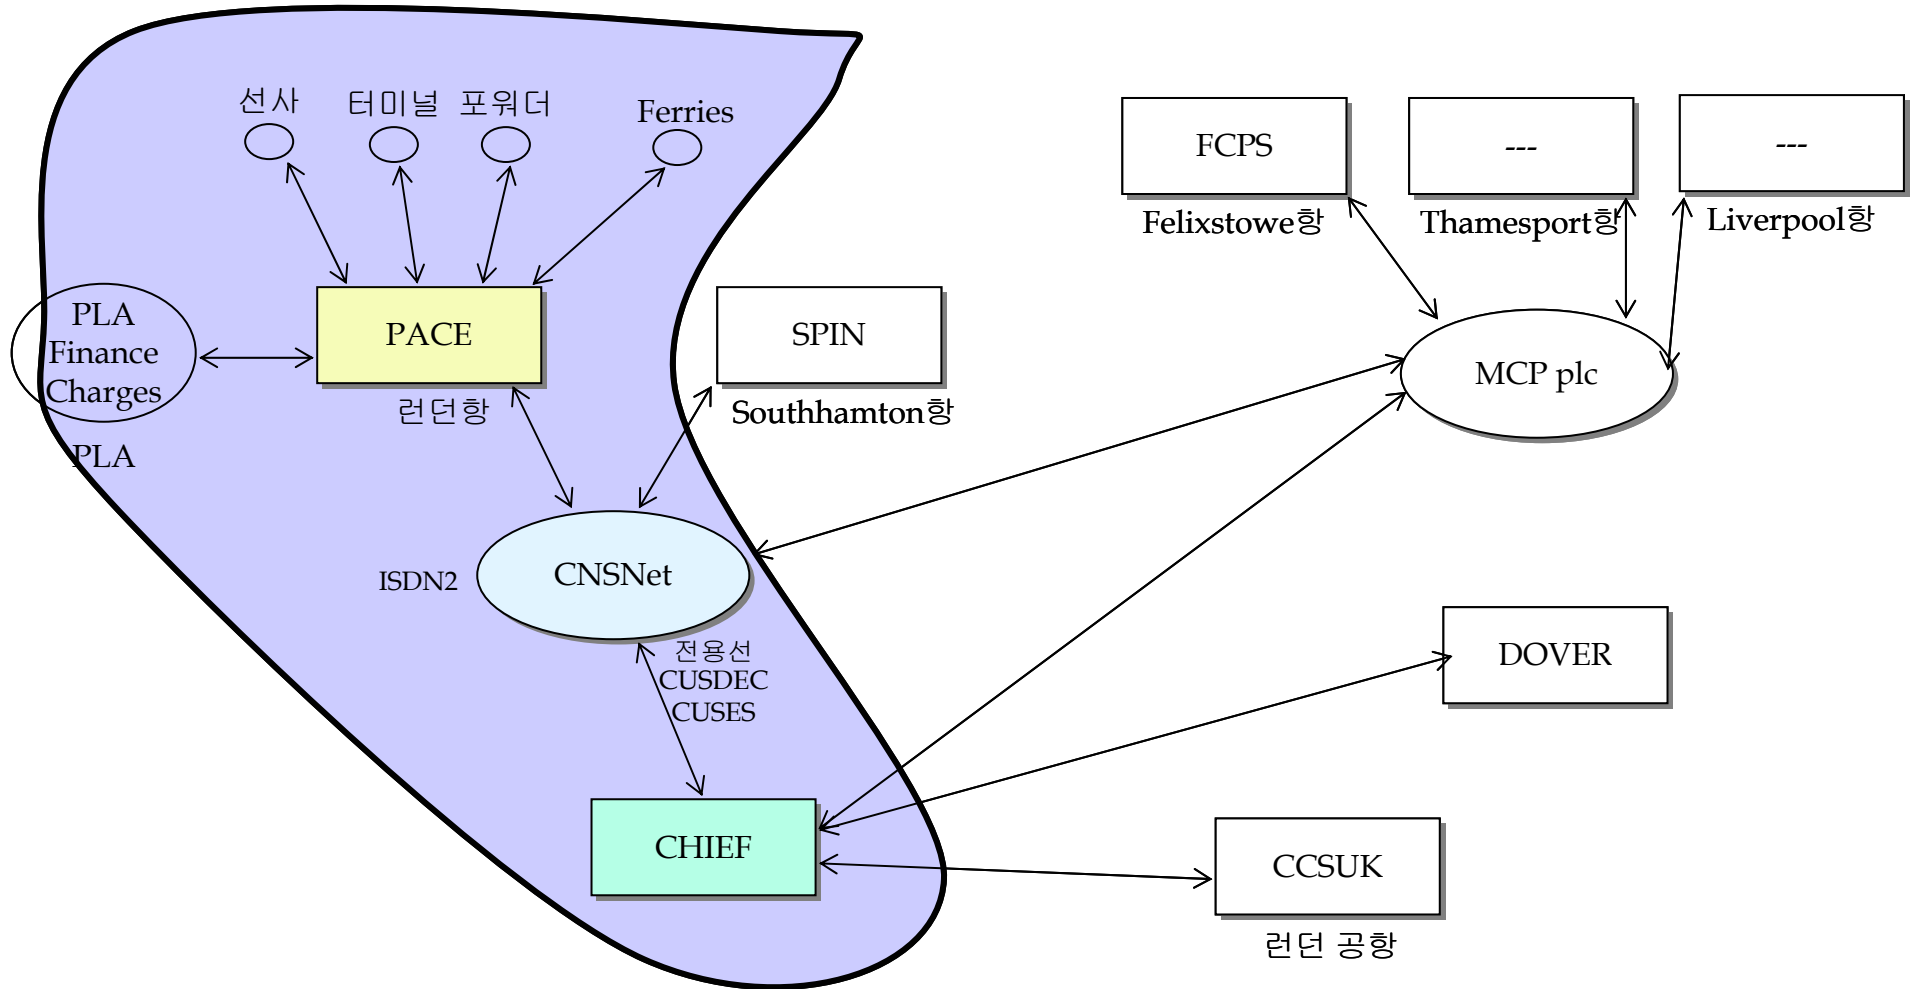 선사
터미널
포워더
Ferries
FCPS
---
---
Felixstowe항
Thamesport항
Liverpool항
PLA
Finance
Charges
PLA
PACE
런던항
SPIN
Southhamton항
MCP plc
ISDN2
CNSNet
전용선
CUSDEC
CUSES
DOVER
CHIEF
CCSUK
런던 공항